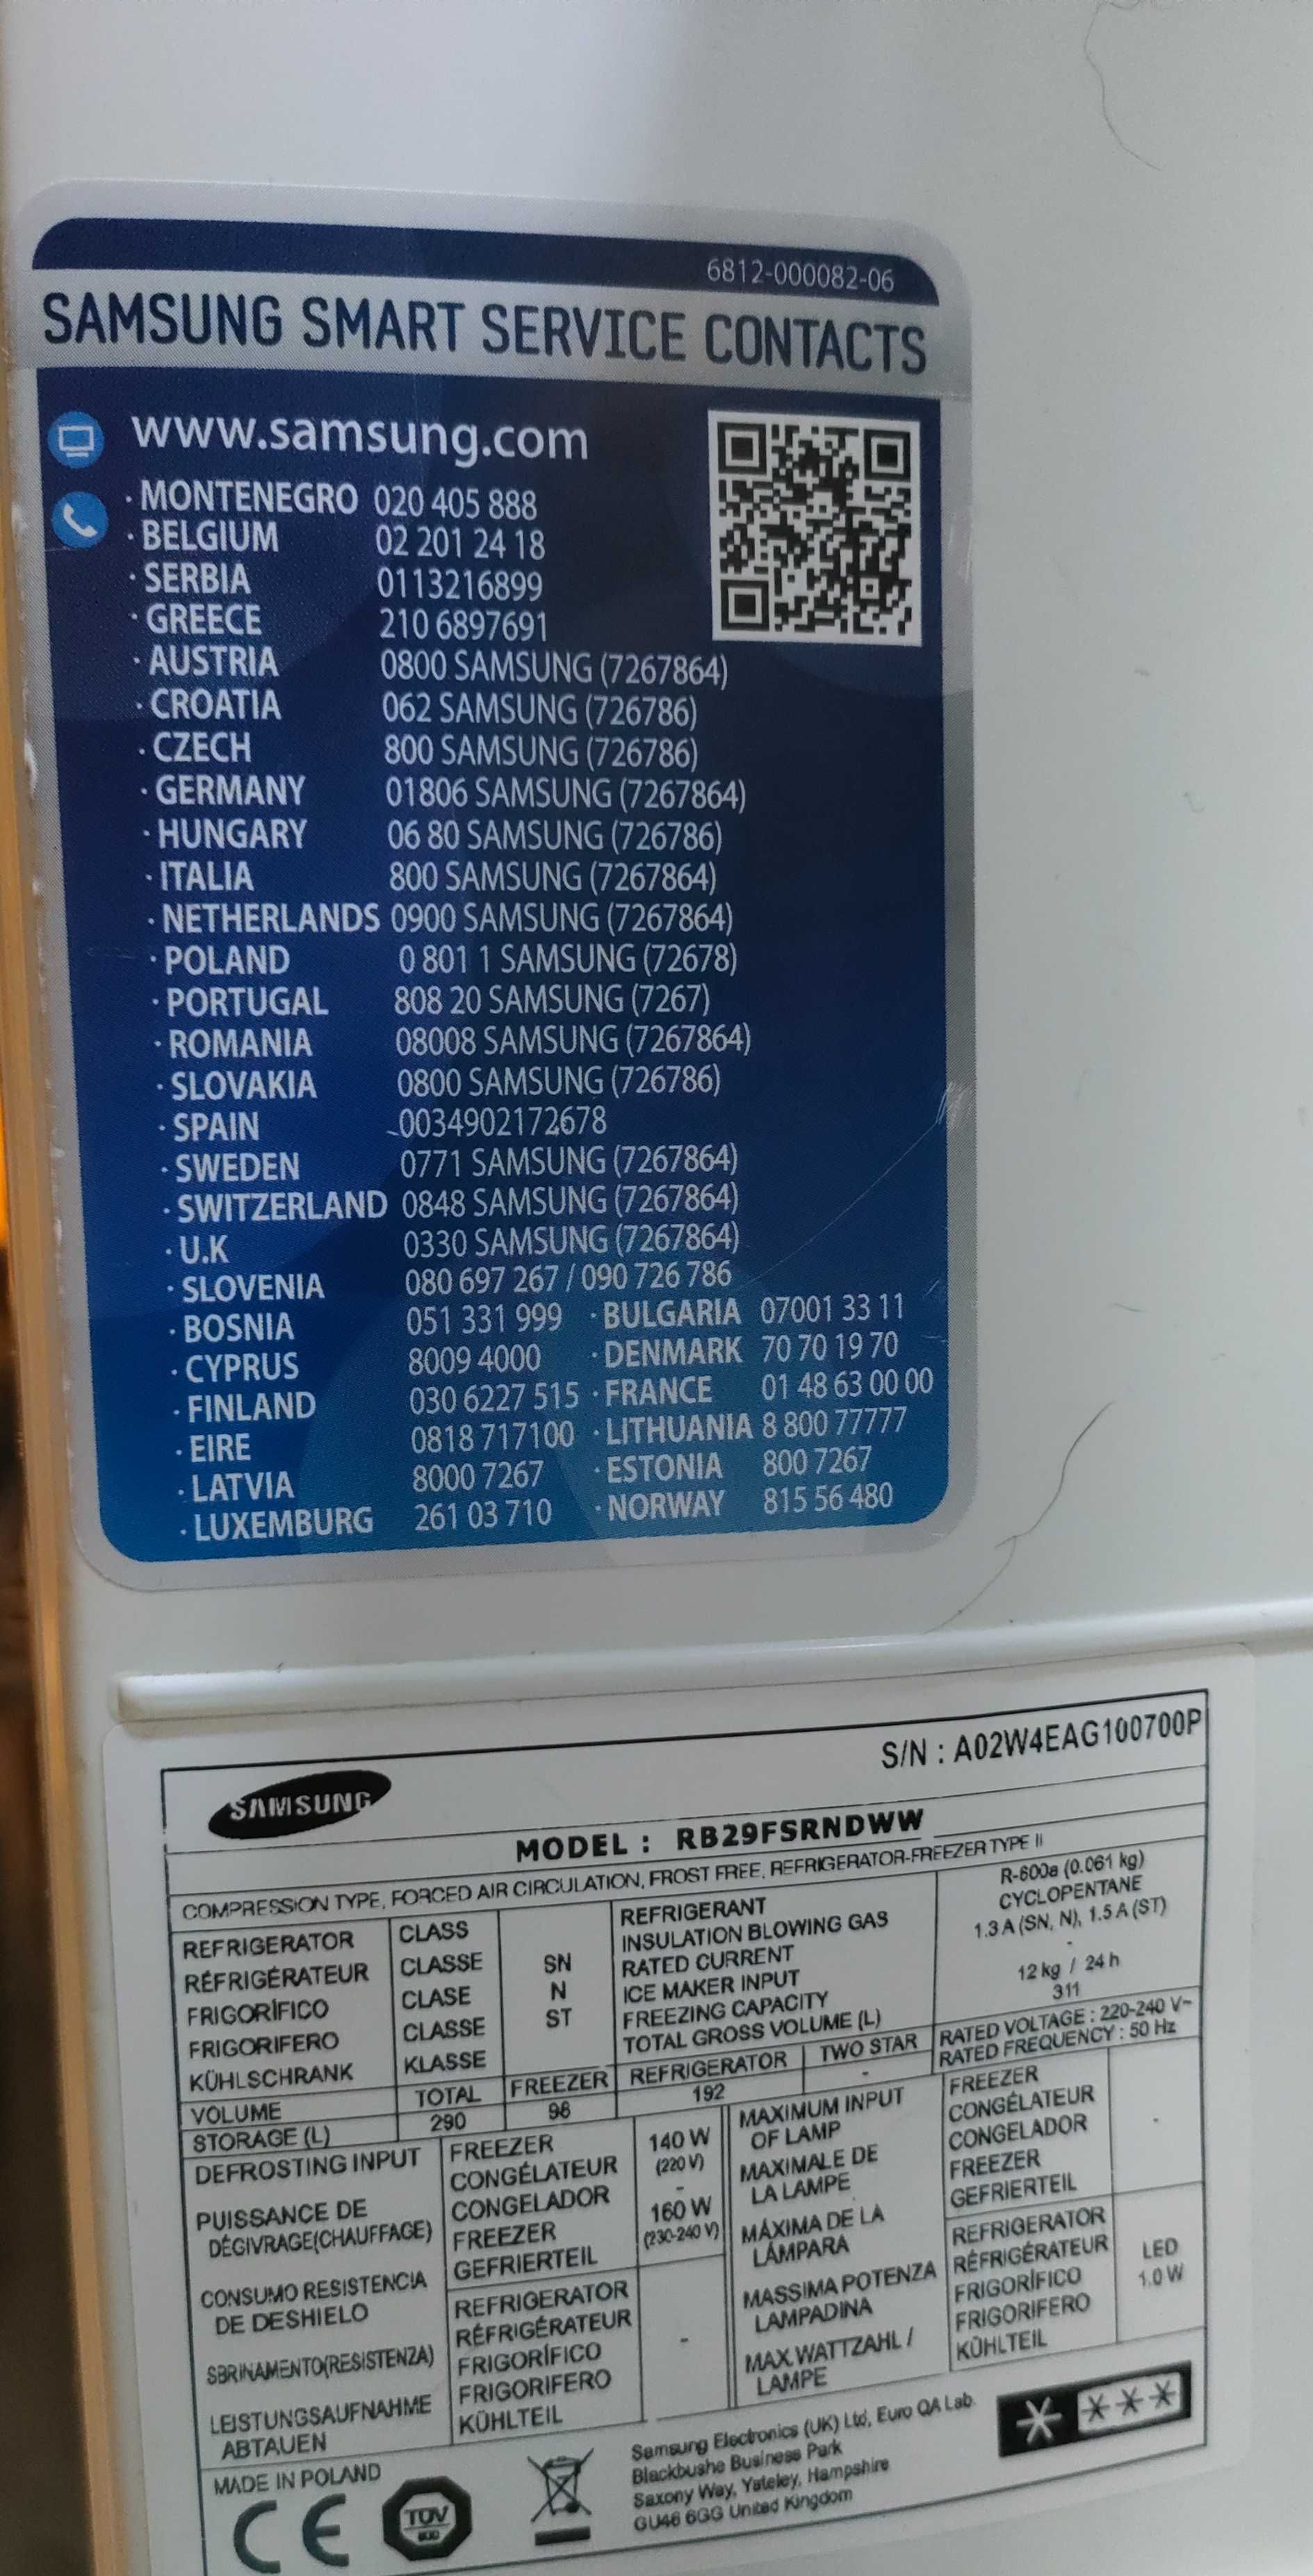 6812-000082-06
SAMSUNG SMART SERVICE CONTACTS
www.samsung.com
· MONTENEGRO 020 405 888
· BELGIUM 02 201 24 18
· SERBIA 0113216899
· GREECE 210 6897691
· AUSTRIA 0800 SAMSUNG (7267864)
· CROATIA 062 SAMSUNG (726786)
· CZECH 800 SAMSUNG (726786)
· GERMANY 01806 SAMSUNG (7267864)
· HUNGARY 06 80 SAMSUNG (726786)
· ITALIA 800 SAMSUNG (7267864)
· NETHERLANDS 0900 SAMSUNG (7267864)
· POLAND 0 801 1 SAMSUNG (72678)
· PORTUGAL 808 20 SAMSUNG (7267)
· ROMANIA 08008 SAMSUNG (7267864)
· SLOVAKIA 0800 SAMSUNG (726786)
· SPAIN 0034902172678
· SWEDEN 0771 SAMSUNG (7267864)
· SWITZERLAND 0848 SAMSUNG (7267864)
· U.K 0330 SAMSUNG (7267864)
· SLOVENIA 080 697 267 / 090 726 786
· BOSNIA 051 331 999 · BULGARIA 07001 33 11
· CYPRUS 8009 4000 · DENMARK 70 70 19 70
· FINLAND 030 6227 515 · FRANCE 01 48 63 00 00
· EIRE 0818 717100 · LITHUANIA 8 800 77777
· LATVIA 8000 7267 · ESTONIA 800 7267
· LUXEMBURG 261 03 710 · NORWAY 815 56 480
S/N : A02W4EAG100700P
SAMSUNG
MODEL : RB29FSRNDWW
COMPRESSION TYPE, FORCED AIR CIRCULATION, FROST FREE, REFRIGERATOR-FREEZER TYPE II
REFRIGERATOR CLASS
RÉFRIGÉRATEUR CLASSE
FRIGORÍFICO CLASE
FRIGORIFERO CLASSE
KÜHLSCHRANK KLASSE
SN
N
ST
REFRIGERANT R-600a (0.061 kg)
INSULATION BLOWING GAS CYCLOPENTANE
RATED CURRENT 1.3 A (SN, N), 1.5 A (ST)
ICE MAKER INPUT -
FREEZING CAPACITY 12 kg / 24 h
TOTAL GROSS VOLUME (L) 311
VOLUME TOTAL FREEZER REFRIGERATOR TWO STAR RATED VOLTAGE : 220-240 V~
STORAGE (L) 290 98 192 - RATED FREQUENCY : 50 Hz
DEFROSTING INPUT
PUISSANCE DE
DÉGIVRAGE(CHAUFFAGE)
CONSUMO RESISTENCIA
DE DESHIELO
SBRINAMENTO(RESISTENZA)
LEISTUNGSAUFNAHME
ABTAUEN
FREEZER
CONGÉLATEUR
CONGELADOR
FREEZER
GEFRIERTEIL
140 W
(220 V)
-
160 W
(230-240 V)
REFRIGERATOR
RÉFRIGÉRATEUR
FRIGORÍFICO
FRIGORIFERO
KÜHLTEIL
-
MAXIMUM INPUT
OF LAMP
MAXIMALE DE
LA LAMPE
MÁXIMA DE LA
LÁMPARA
MASSIMA POTENZA
LAMPADINA
MAX.WATTZAHL /
LAMPE
FREEZER
CONGÉLATEUR
CONGELADOR
FREEZER
GEFRIERTEIL
-
REFRIGERATOR
RÉFRIGÉRATEUR
FRIGORÍFICO
FRIGORIFERO
KÜHLTEIL
LED
1.0 W
MADE IN POLAND
CE
TÜV
Samsung Electronics (UK) Ltd, Euro QA Lab.
Blackbushe Business Park
Saxony Way, Yateley, Hampshire
GU46 6GG United Kingdom